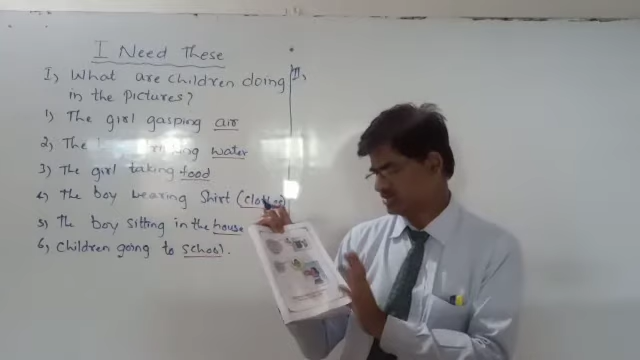 I Need These
I, What are children doing
in the pictures?
1) The girl gasping air
2) The drinking water
3) The girl taking food
4) The boy bearing shirt (clothes)
5) The boy sitting in the house
6) Children going to school.
II,